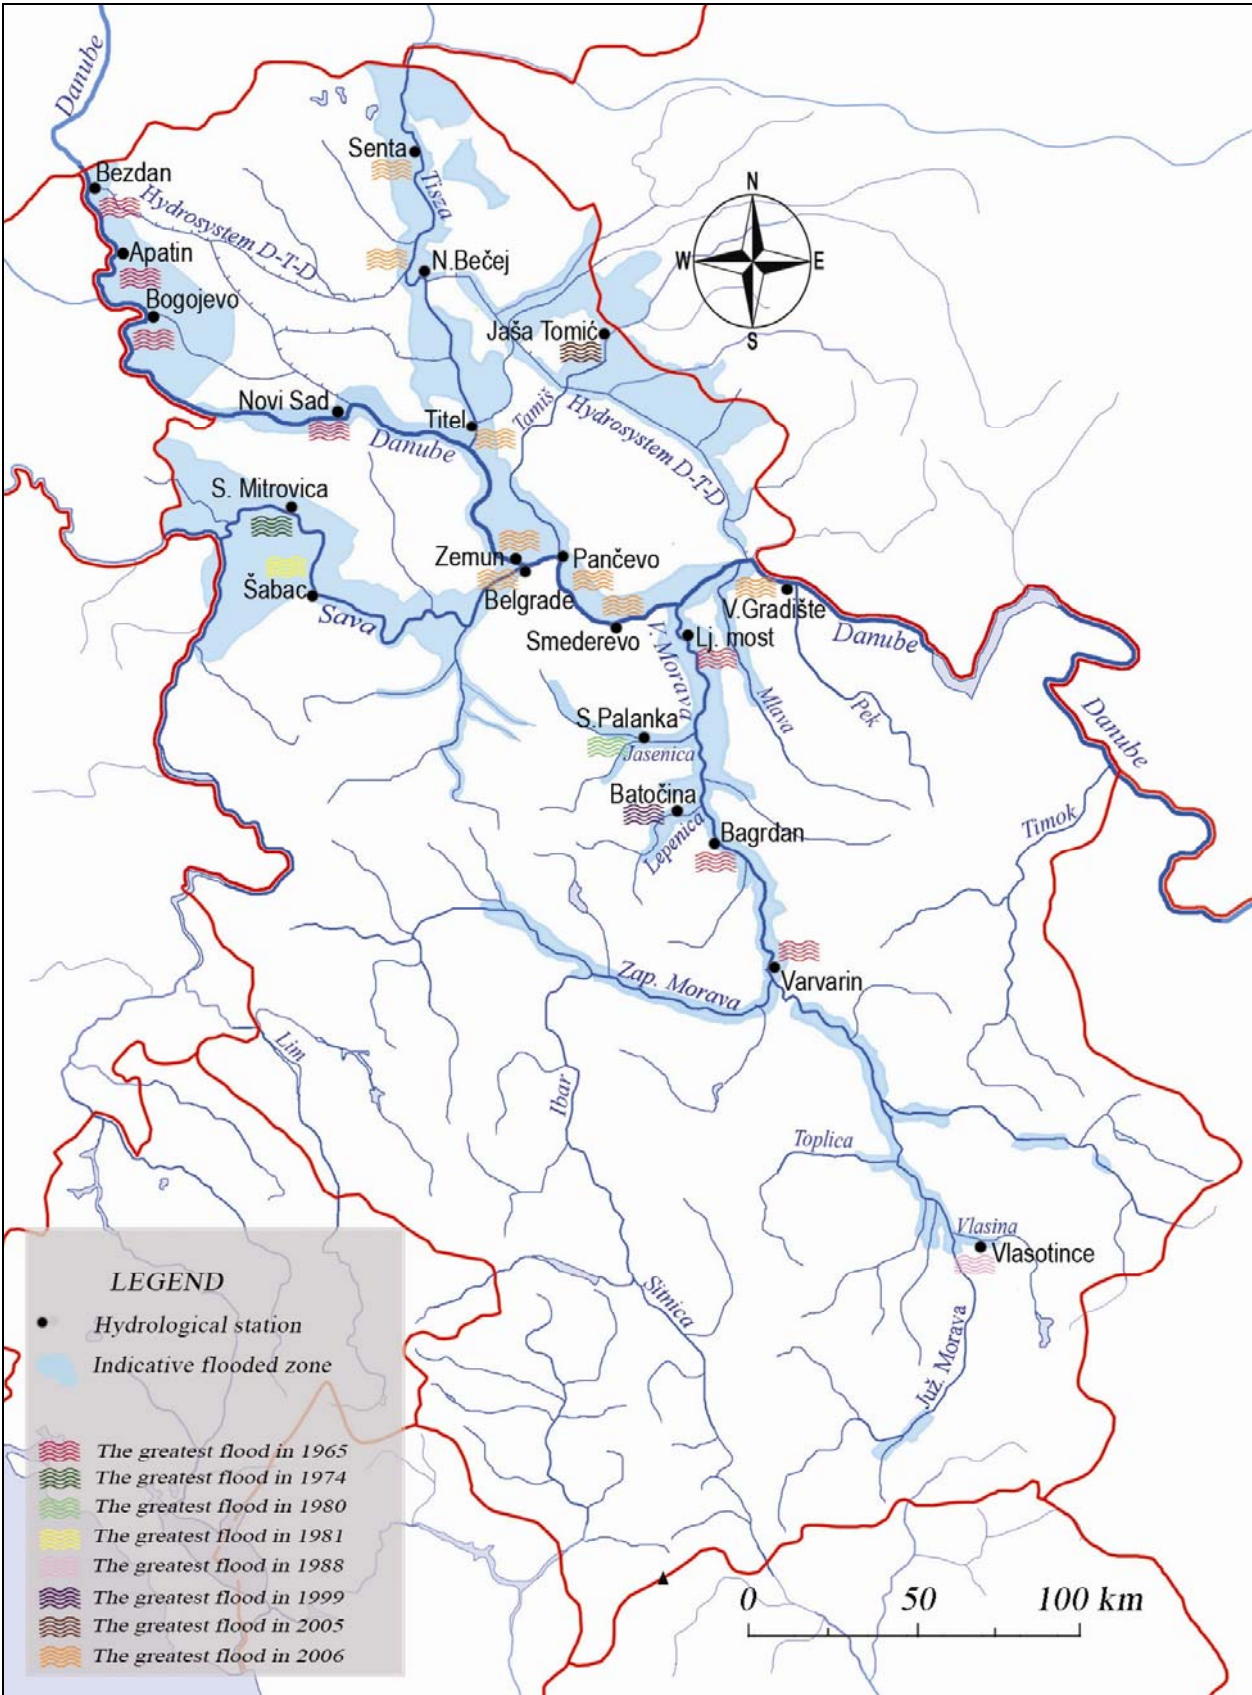 Danube
Senta
Bezdan
Tisza
Hydrosystem D-T-D
N
Apatin
N.Bečej
W
E
Bogojevo
Jaša Tomić
S
Novi Sad
Titel
Tamiš
Danube
Hydrosystem D-T-D
S. Mitrovica
Zemun
Pančevo
Šabac
Belgrade
V.Gradište
Sava
Smederevo
V. Morava
Lj. most
Danube
Mlava
Pek
Danube
S.Palanka
Jasenica
Batočina
Timok
Lepenica
Bagrdan
Zap. Morava
Varvarin
Lim
Ibar
Toplica
Vlasina
Vlasotince
Sitnica
Juž. Morava
LEGEND
Hydrological station
Indicative flooded zone
The greatest flood in 1965
The greatest flood in 1974
The greatest flood in 1980
The greatest flood in 1981
The greatest flood in 1988
The greatest flood in 1999
The greatest flood in 2005
The greatest flood in 2006
0 50 100 km